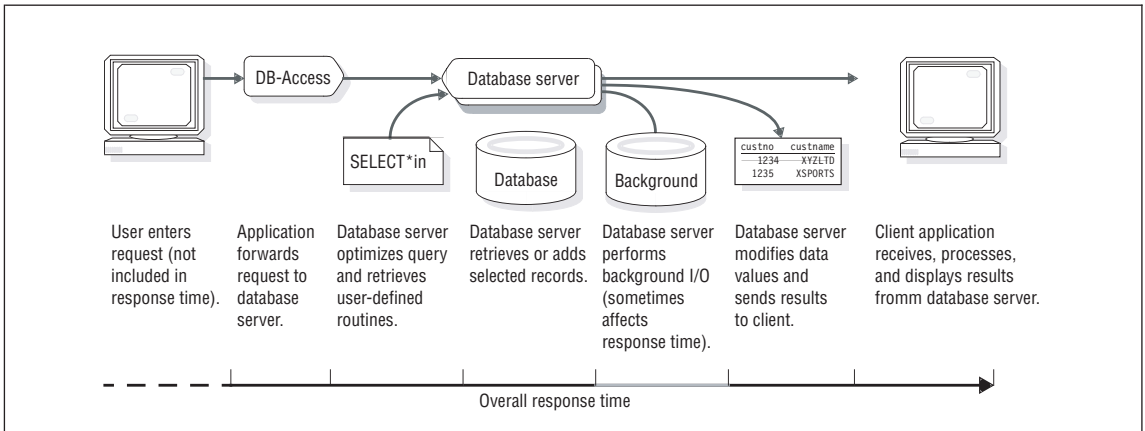 DB-Access
Database server
SELECT*in
Database
Background
custno custname
1234 XYZLTD
1235 XSPORTS
User enters
request (not
included in
response time).
Application
forwards
request to
database
server.
Database server
optimizes query
and retrieves
user-defined
routines.
Database server
retrieves or adds
selected records.
Database server
performs
background I/O
(sometimes
affects
response time).
Database server
modifies data
values and
sends results
to client.
Client application
receives, processes,
and displays results
fromm database server.
Overall response time